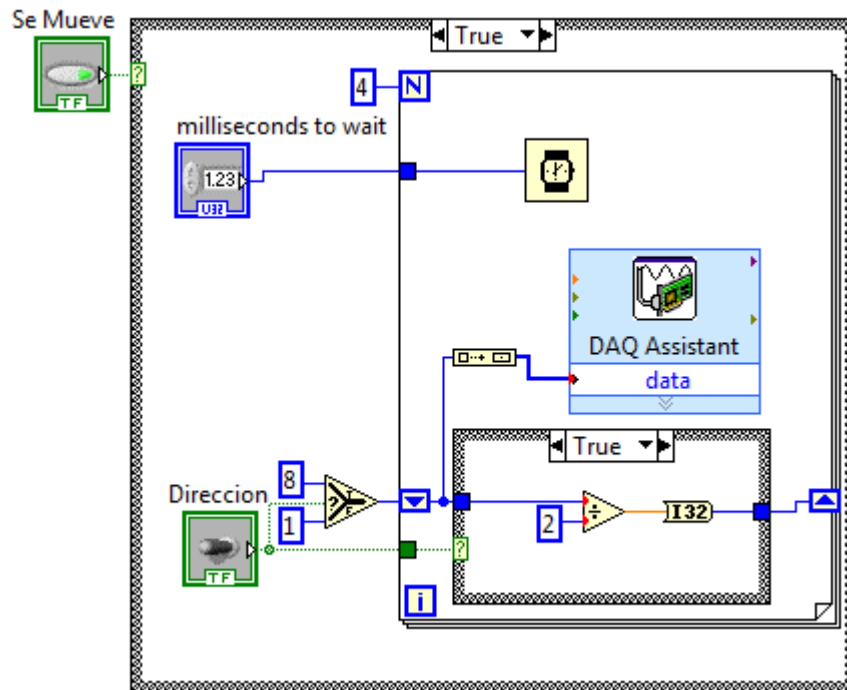 Se Mueve
TF
?
True
4
N
milliseconds to wait
1.23
U32
DAQ Assistant
data
True
8
Direccion
?
T
F
1
2
÷
I32
TF
?
i